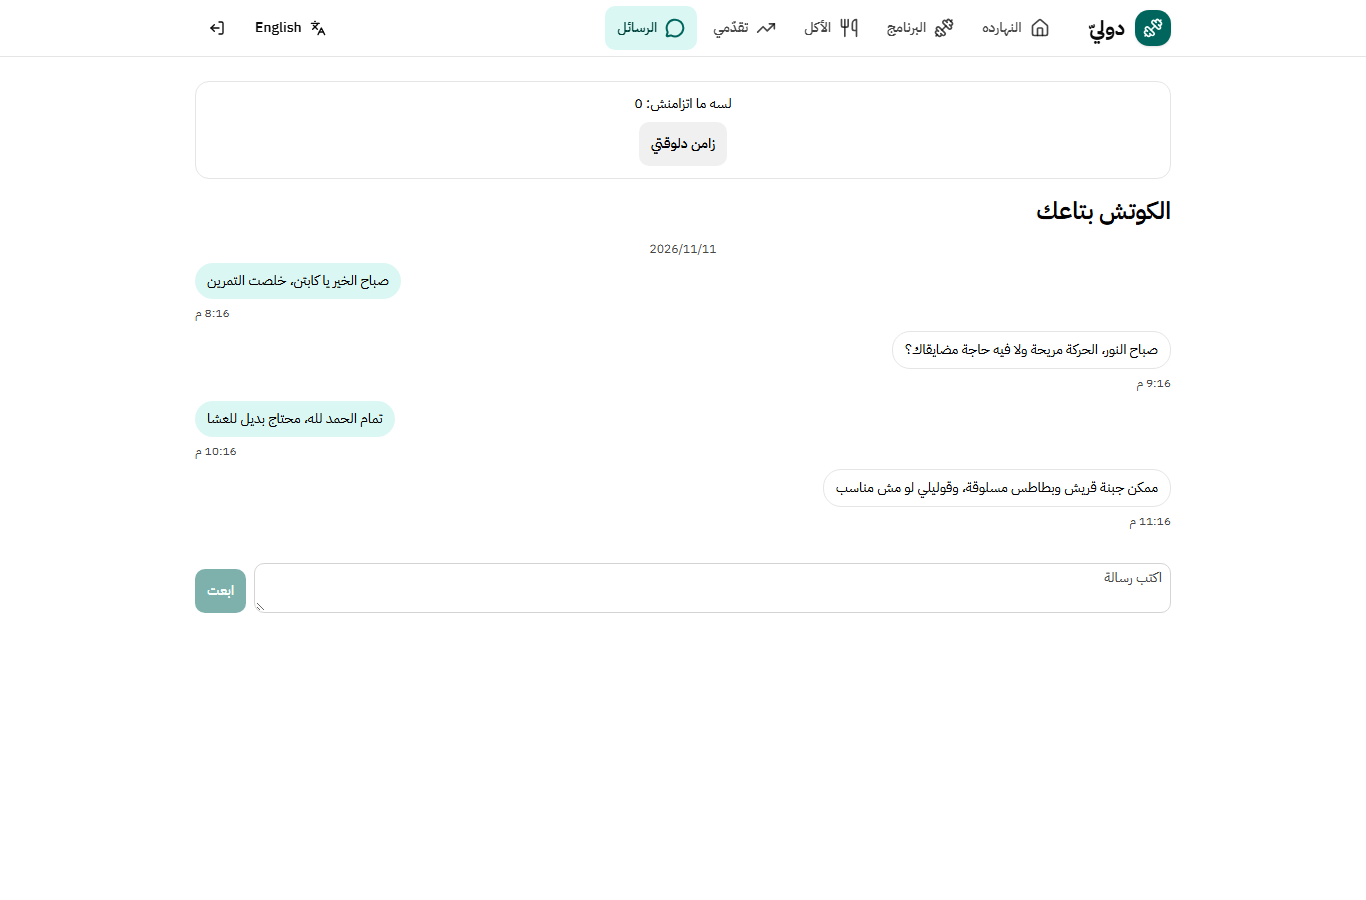 دوليّ
النهارده
البرنامج
الأكل
تقدّمي
الرسائل
English
لسه ما اتزامنش: 0
زامن دلوقتي
الكوتش بتاعك
2026/11/11
صباح الخير يا كابتن، خلصت التمرين
8:16 م
صباح النور، الحركة مريحة ولا فيه حاجة مضايقاك؟
9:16 م
تمام الحمد لله، محتاج بديل للعشا
10:16 م
ممكن جبنة قريش وبطاطس مسلوقة، وقوليلي لو مش مناسب
11:16 م
اكتب رسالة
ابعت